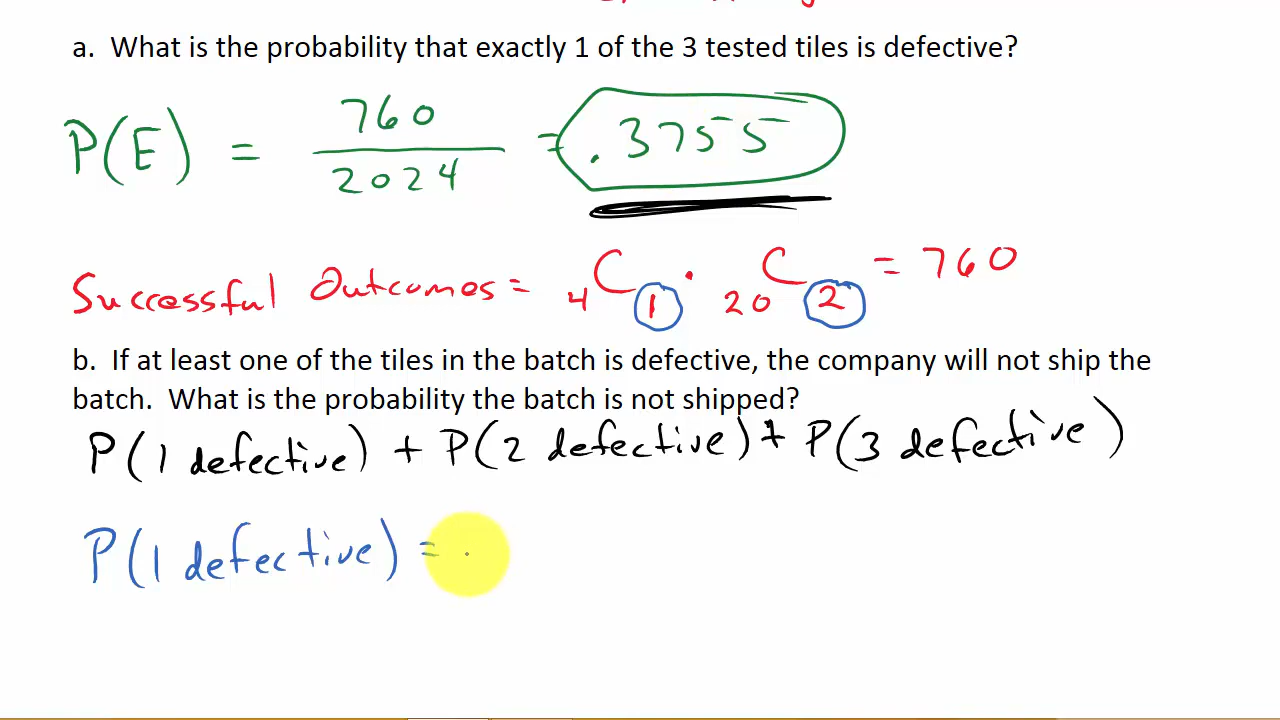 a. What is the probability that exactly 1 of the 3 tested tiles is defective?
P(E) = 760 / 2024 = .3755
Successful Outcomes = 4C1 · 20C2 = 760
b. If at least one of the tiles in the batch is defective, the company will not ship the
batch. What is the probability the batch is not shipped?
P(1 defective) + P(2 defective) + P(3 defective)
P(1 defective) = .